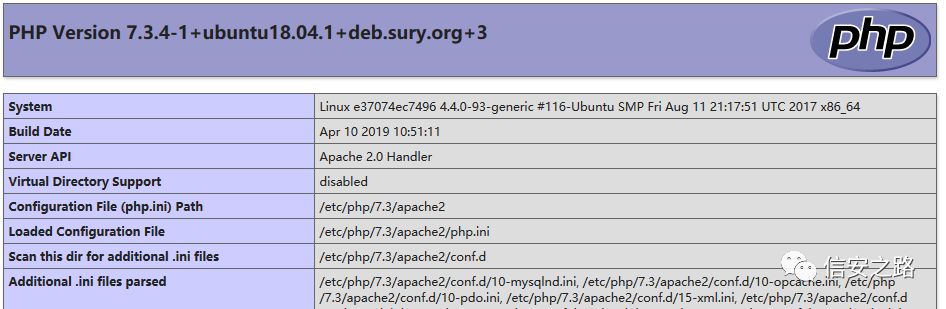 PHP Version 7.3.4-1+ubuntu18.04.1+deb.sury.org+3
php
System Linux e37074ec7496 4.4.0-93-generic #116-Ubuntu SMP Fri Aug 11 21:17:51 UTC 2017 x86_64
Build Date Apr 10 2019 10:51:11
Server API Apache 2.0 Handler
Virtual Directory Support disabled
Configuration File (php.ini) Path /etc/php/7.3/apache2
Loaded Configuration File /etc/php/7.3/apache2/php.ini
Scan this dir for additional .ini files /etc/php/7.3/apache2/conf.d
Additional .ini files parsed /etc/php/7.3/apache2/conf.d/10-mysqlnd.ini, /etc/php/7.3/apache2/conf.d/10-opcache.ini, /etc/php
/7.3/apache2/conf.d/10-pdo.ini, /etc/php/7.3/apache2/conf.d/15-xml.ini, /etc/php/7.3/apache2/conf.d
信安之路